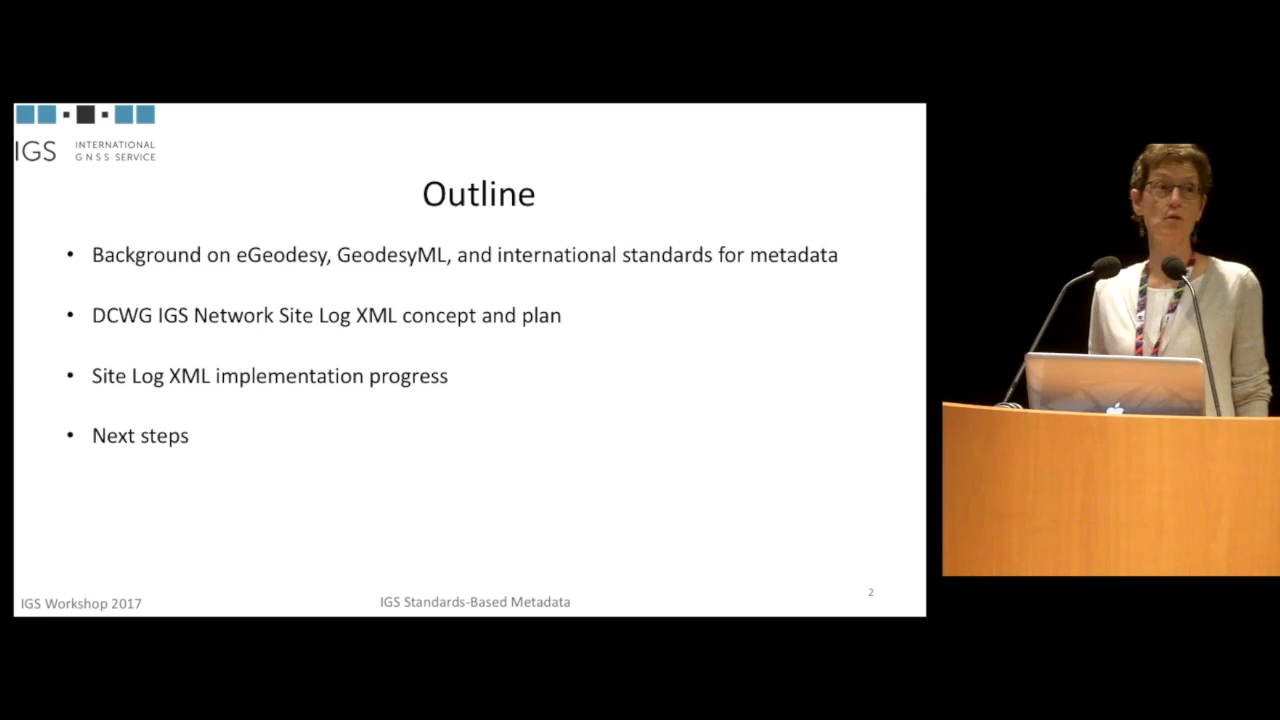 IGS
INTERNATIONAL
GNSS SERVICE
Outline
• Background on eGeodesy, GeodesyML, and international standards for metadata
• DCWG IGS Network Site Log XML concept and plan
• Site Log XML implementation progress
• Next steps
IGS Workshop 2017
IGS Standards-Based Metadata
2